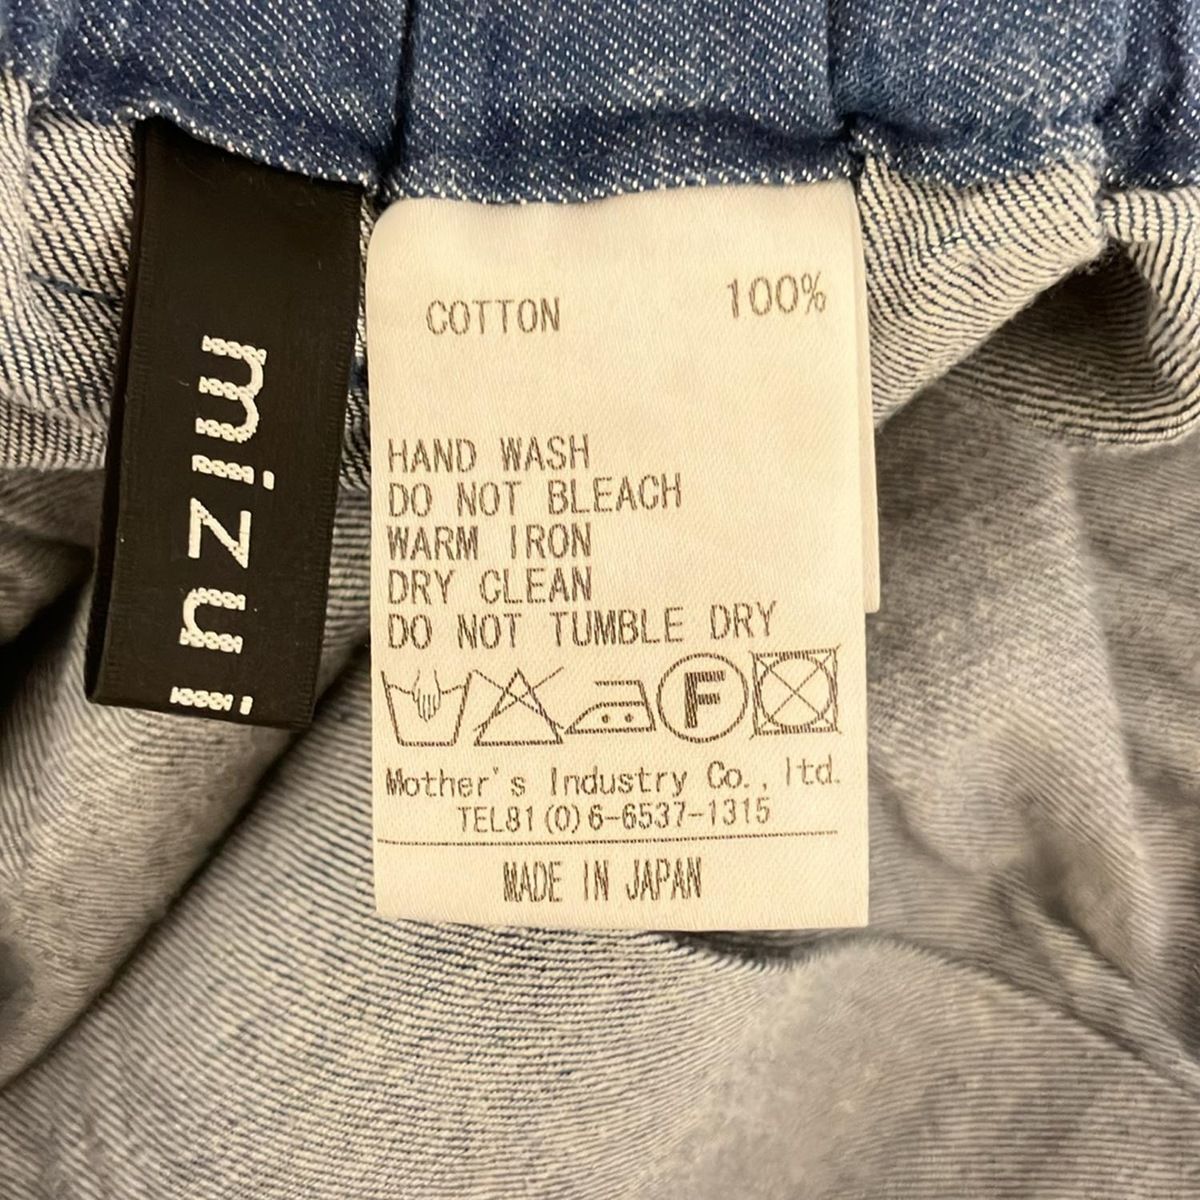 mizuiro
COTTON 100%
HAND WASH
DO NOT BLEACH
WARM IRON
DRY CLEAN
DO NOT TUMBLE DRY
F
Mother's Industry Co., ltd.
TEL81(0)6-6537-1315
MADE IN JAPAN